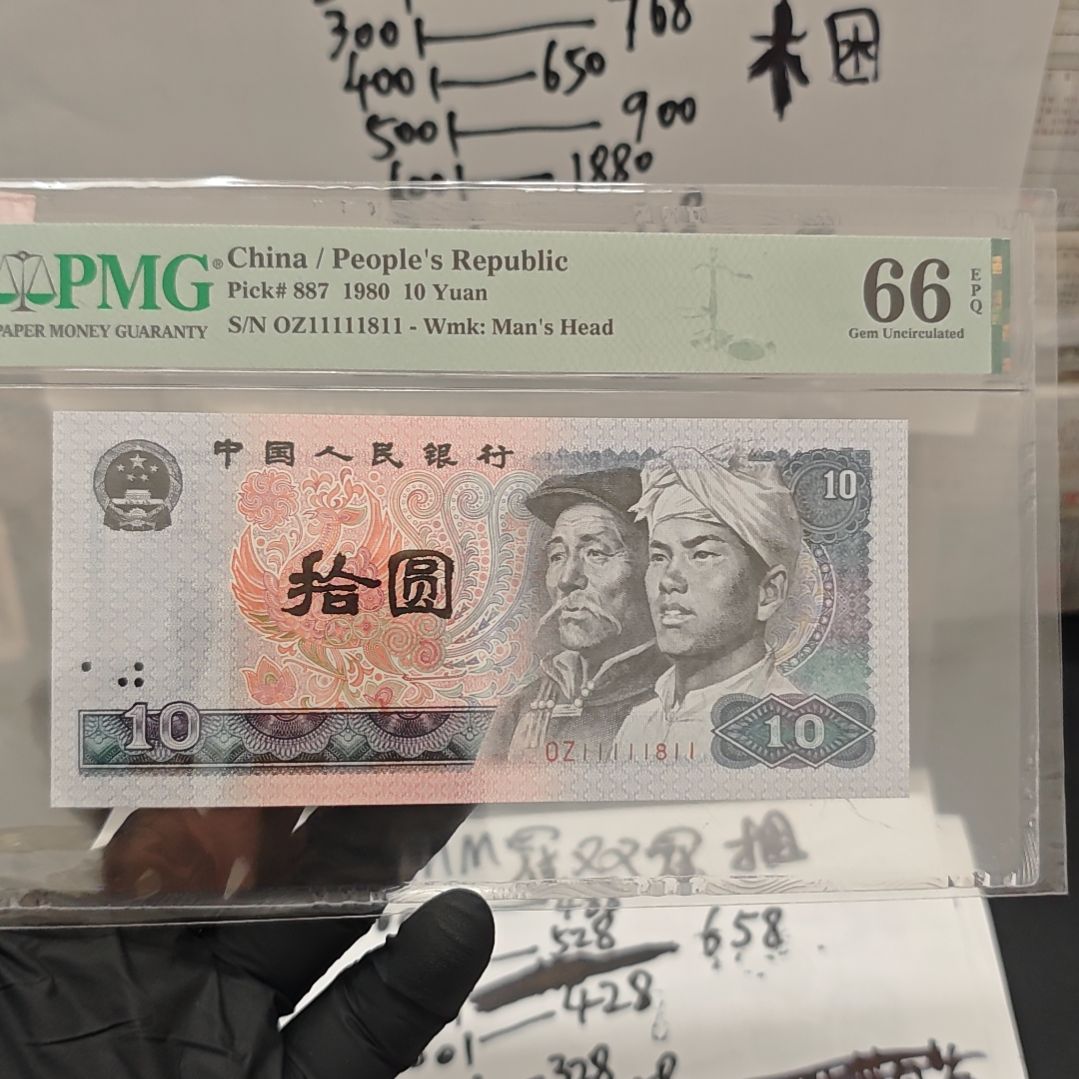 300 768
400 650
500 900
1880
困
PMG®
PAPER MONEY GUARANTY
China / People's Republic
Pick# 887 1980 10 Yuan
S/N OZ11111811 - Wmk: Man's Head
66 EPQ
Gem Uncirculated
中国人民银行
10
拾圆
10
OZ11111811
10
528 658
428
328